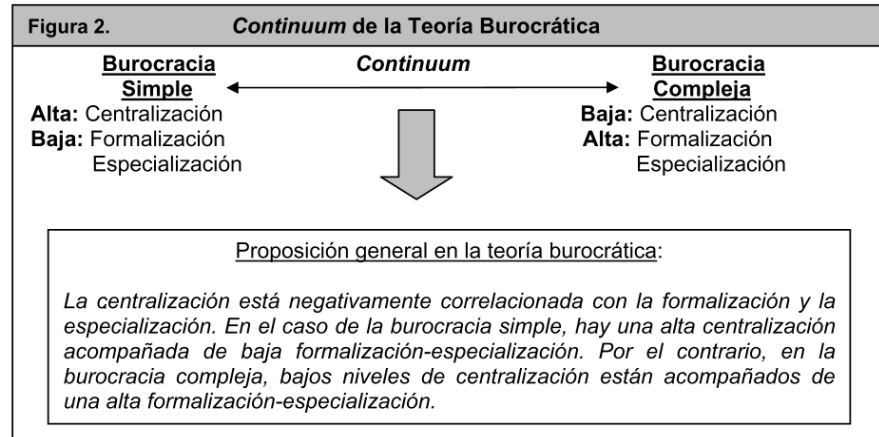 Figura 2. Continuum de la Teoría Burocrática
Burocracia Continuum Burocracia
Simple Compleja
Alta: Centralización Baja: Centralización
Baja: Formalización Alta: Formalización
Especialización Especialización
Proposición general en la teoría burocrática:
La centralización está negativamente correlacionada con la formalización y la
especialización. En el caso de la burocracia simple, hay una alta centralización
acompañada de baja formalización-especialización. Por el contrario, en la
burocracia compleja, bajos niveles de centralización están acompañados de
una alta formalización-especialización.